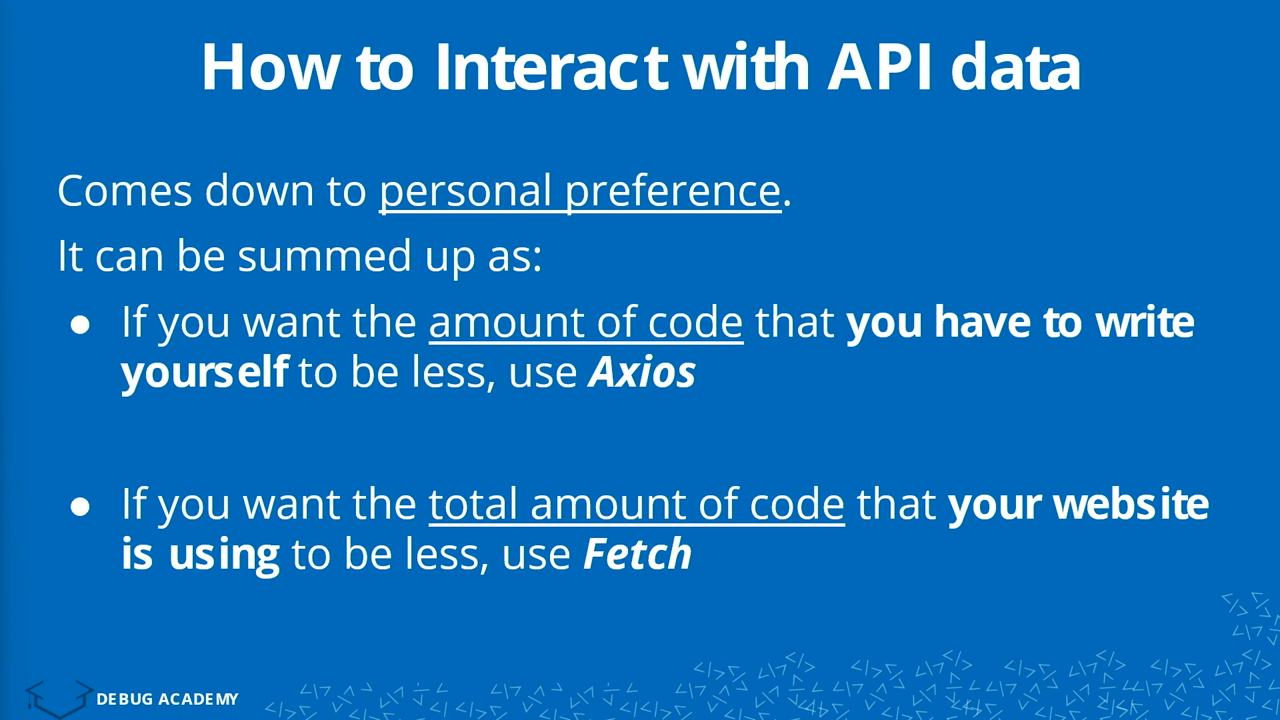 How to Interact with API data
Comes down to personal preference.
It can be summed up as:
● If you want the amount of code that you have to write
yourself to be less, use Axios
● If you want the total amount of code that your website
is using to be less, use Fetch
DEBUG ACADEMY